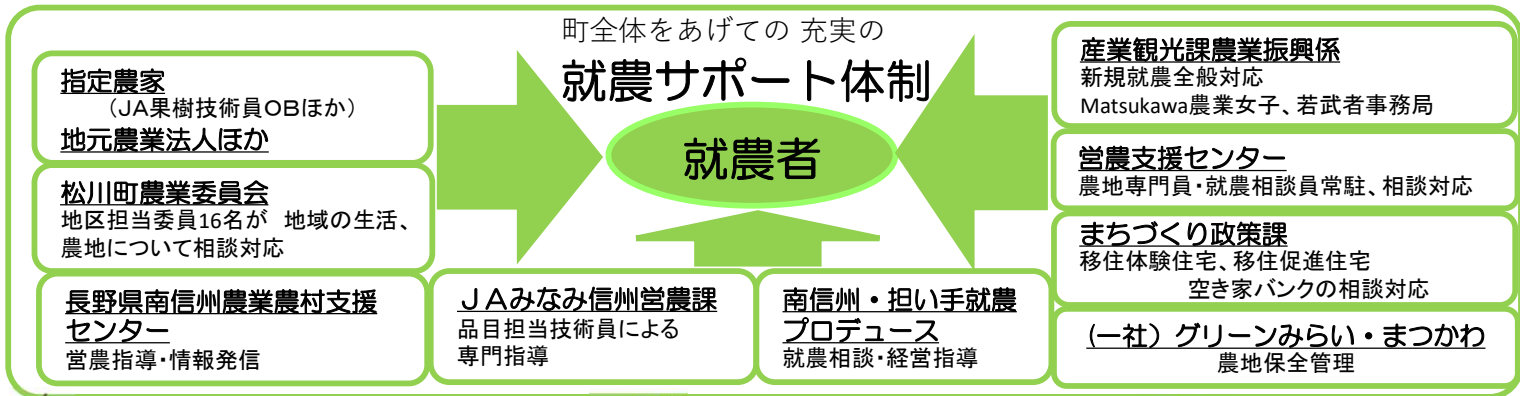 町全体をあげての 充実の
就農サポート体制
就農者
指定農家
(JA果樹技術員OBほか)
地元農業法人ほか
松川町農業委員会
地区担当委員16名が 地域の生活、
農地について相談対応
長野県南信州農業農村支援
センター
営農指導・情報発信
JAみなみ信州営農課
品目担当技術員による
専門指導
南信州・担い手就農
プロデュース
就農相談・経営指導
産業観光課農業振興係
新規就農全般対応
Matsukawa農業女子、若武者事務局
営農支援センター
農地専門員・就農相談員常駐、相談対応
まちづくり政策課
移住体験住宅、移住促進住宅
空き家バンクの相談対応
(一社)グリーンみらい・まつかわ
農地保全管理